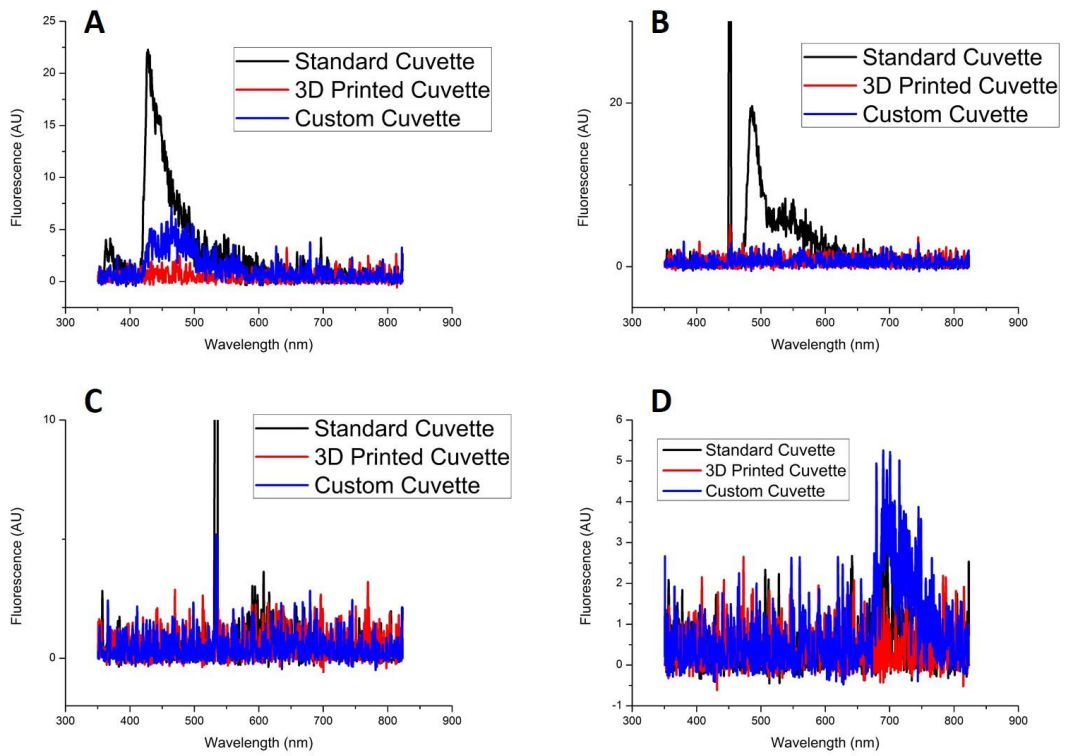 A
25
20
15
10
5
0
Fluorescence (AU)
Standard Cuvette
3D Printed Cuvette
Custom Cuvette
300 400 500 600 700 800 900
Wavelength (nm)
B
20
0
Fluorescence (AU)
Standard Cuvette
3D Printed Cuvette
Custom Cuvette
300 400 500 600 700 800 900
Wavelength (nm)
C
10
0
Fluorescence (AU)
Standard Cuvette
3D Printed Cuvette
Custom Cuvette
300 400 500 600 700 800 900
Wavelength (nm)
D
6
5
4
3
2
1
0
-1
Fluorescence (AU)
Standard Cuvette
3D Printed Cuvette
Custom Cuvette
300 400 500 600 700 800 900
Wavelength (nm)